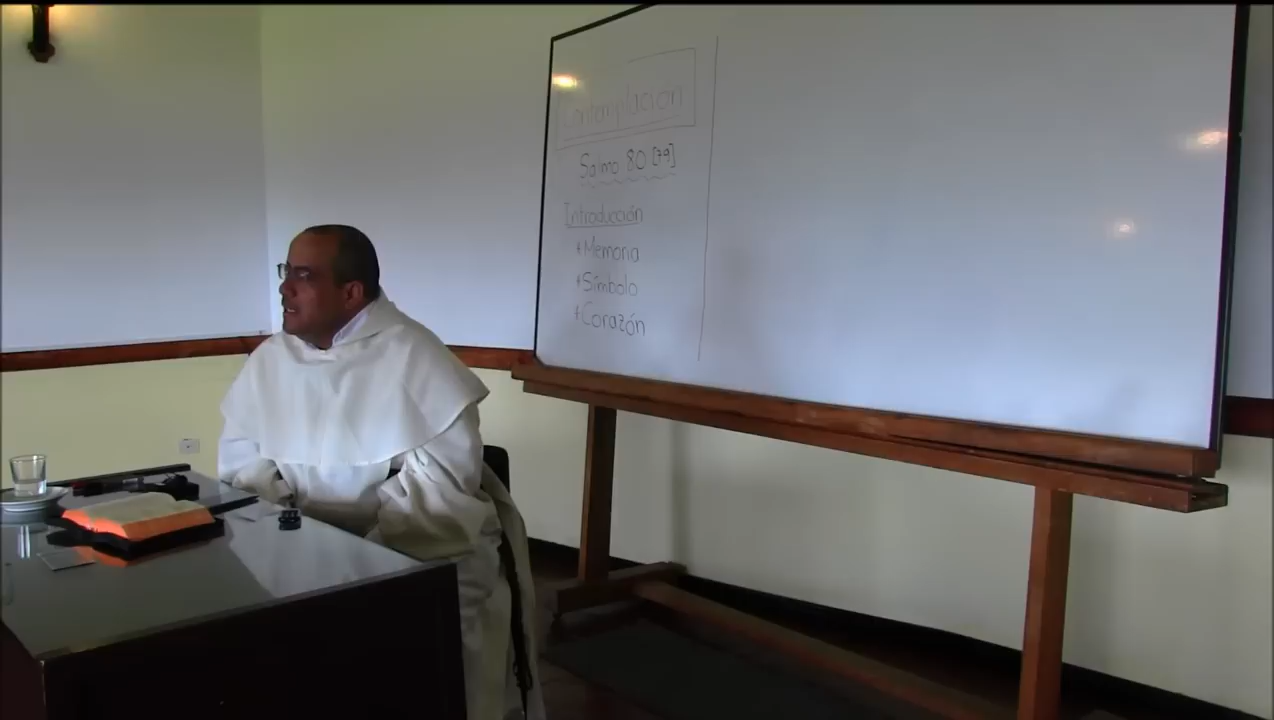 Contemplación
Salmo 80 [79]
Introducción
* Memoria
* Símbolo
* Corazón